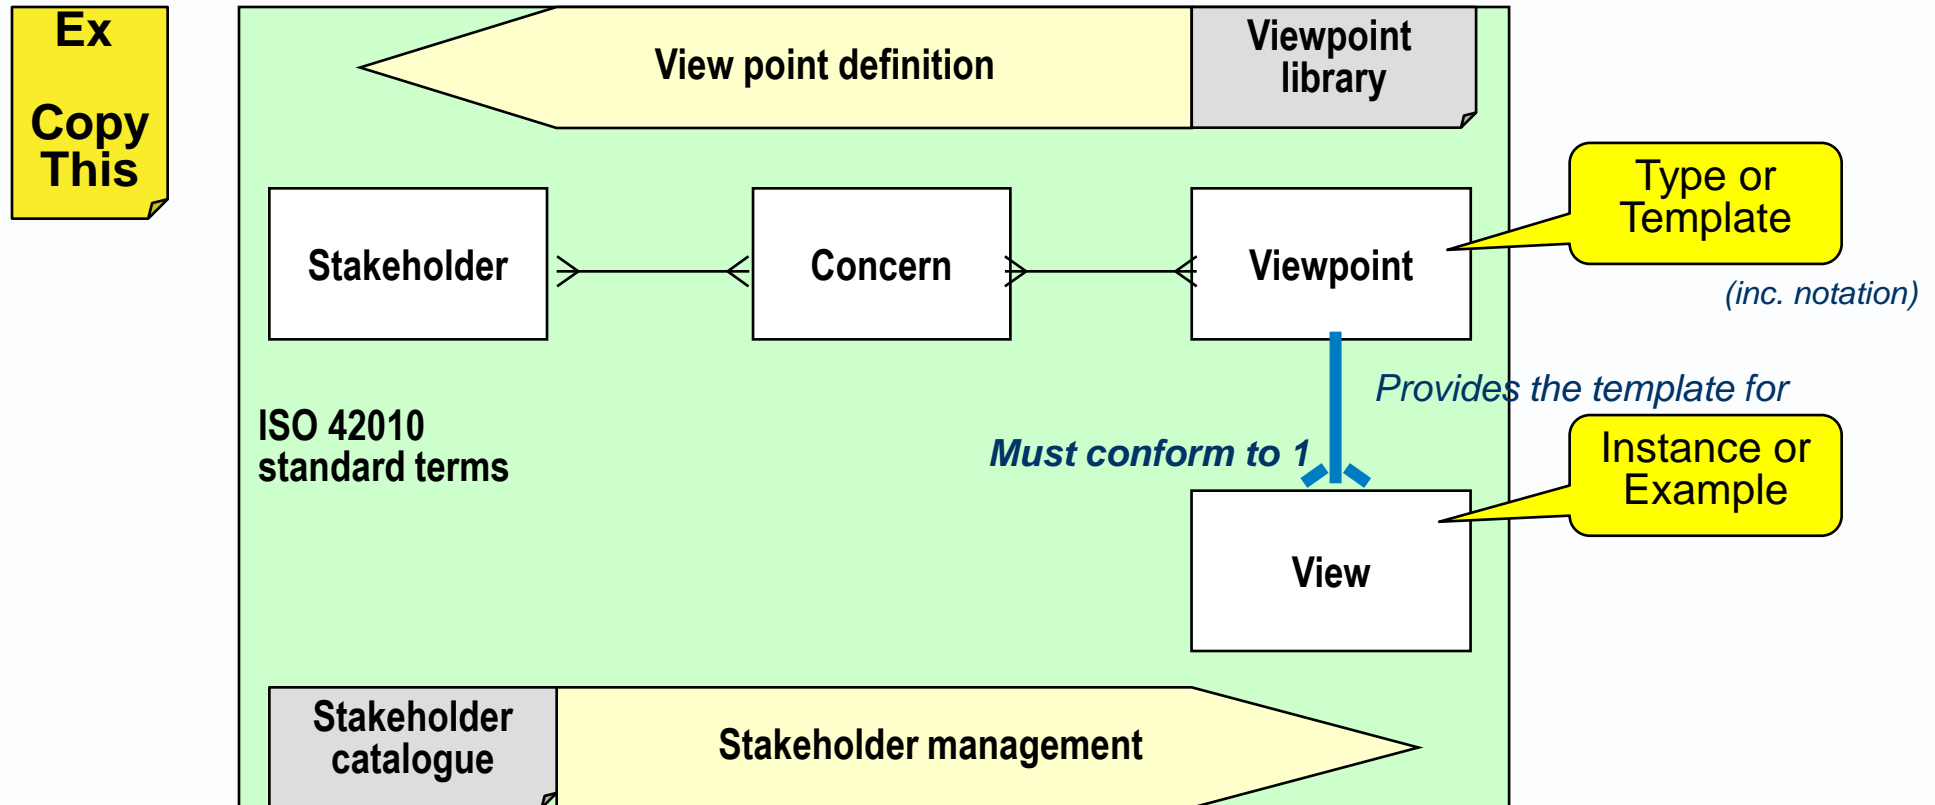 Ex
Copy
This
View point definition
Viewpoint
library
Stakeholder
Concern
Viewpoint
Type or
Template
(inc. notation)
Provides the template for
ISO 42010
standard terms
Must conform to 1
Instance or
Example
View
Stakeholder
catalogue
Stakeholder management